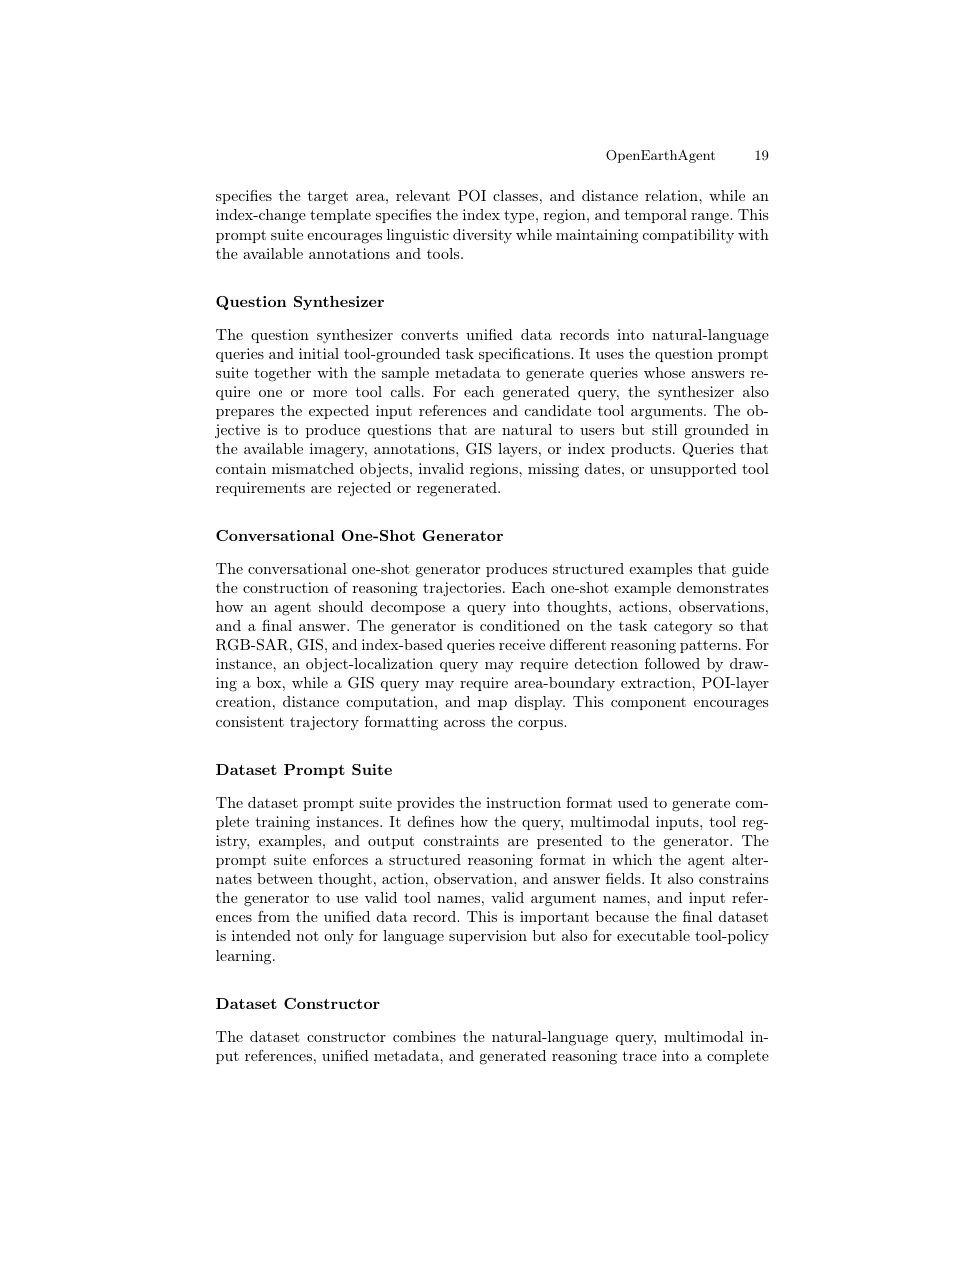 OpenEarthAgent 19
specifies the target area, relevant POI classes, and distance relation, while an
index-change template specifies the index type, region, and temporal range. This
prompt suite encourages linguistic diversity while maintaining compatibility with
the available annotations and tools.
Question Synthesizer
The question synthesizer converts unified data records into natural-language
queries and initial tool-grounded task specifications. It uses the question prompt
suite together with the sample metadata to generate queries whose answers re-
quire one or more tool calls. For each generated query, the synthesizer also
prepares the expected input references and candidate tool arguments. The ob-
jective is to produce questions that are natural to users but still grounded in
the available imagery, annotations, GIS layers, or index products. Queries that
contain mismatched objects, invalid regions, missing dates, or unsupported tool
requirements are rejected or regenerated.
Conversational One-Shot Generator
The conversational one-shot generator produces structured examples that guide
the construction of reasoning trajectories. Each one-shot example demonstrates
how an agent should decompose a query into thoughts, actions, observations,
and a final answer. The generator is conditioned on the task category so that
RGB-SAR, GIS, and index-based queries receive different reasoning patterns. For
instance, an object-localization query may require detection followed by draw-
ing a box, while a GIS query may require area-boundary extraction, POI-layer
creation, distance computation, and map display. This component encourages
consistent trajectory formatting across the corpus.
Dataset Prompt Suite
The dataset prompt suite provides the instruction format used to generate com-
plete training instances. It defines how the query, multimodal inputs, tool reg-
istry, examples, and output constraints are presented to the generator. The
prompt suite enforces a structured reasoning format in which the agent alter-
nates between thought, action, observation, and answer fields. It also constrains
the generator to use valid tool names, valid argument names, and input refer-
ences from the unified data record. This is important because the final dataset
is intended not only for language supervision but also for executable tool-policy
learning.
Dataset Constructor
The dataset constructor combines the natural-language query, multimodal in-
put references, unified metadata, and generated reasoning trace into a complete